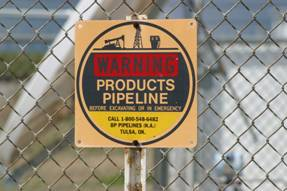 WARNING
PRODUCTS
PIPELINE
BEFORE EXCAVATING OR IN EMERGENCY
CALL 1-800-548-6482
BP PIPELINES (N.A.)
TULSA, OK.